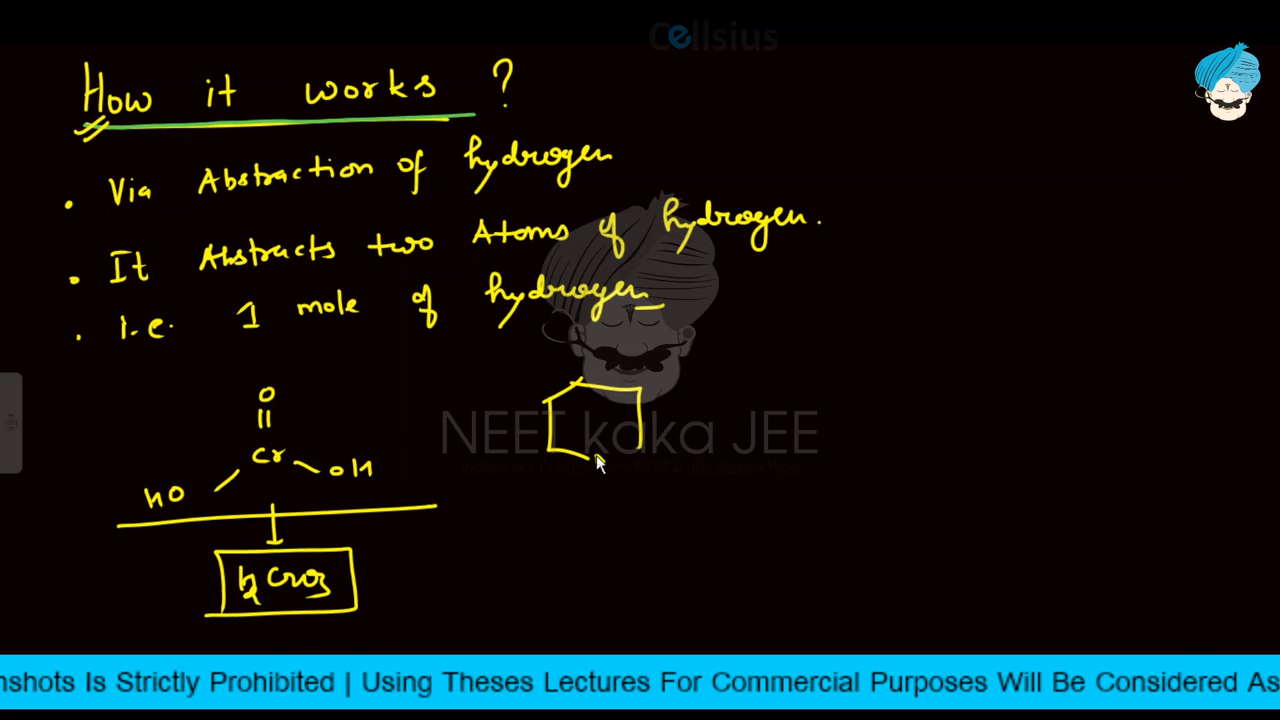 Cellsius
How it works ?
. Via Abstraction of hydrogen
. It Abstracts two Atoms of hydrogen.
. i.e. 1 mole of hydrogen
NEET kaka JEE
O
Cr
HO OH
H2CrO3
nshots Is Strictly Prohibited | Using Theses Lectures For Commercial Purposes Will Be Considered As